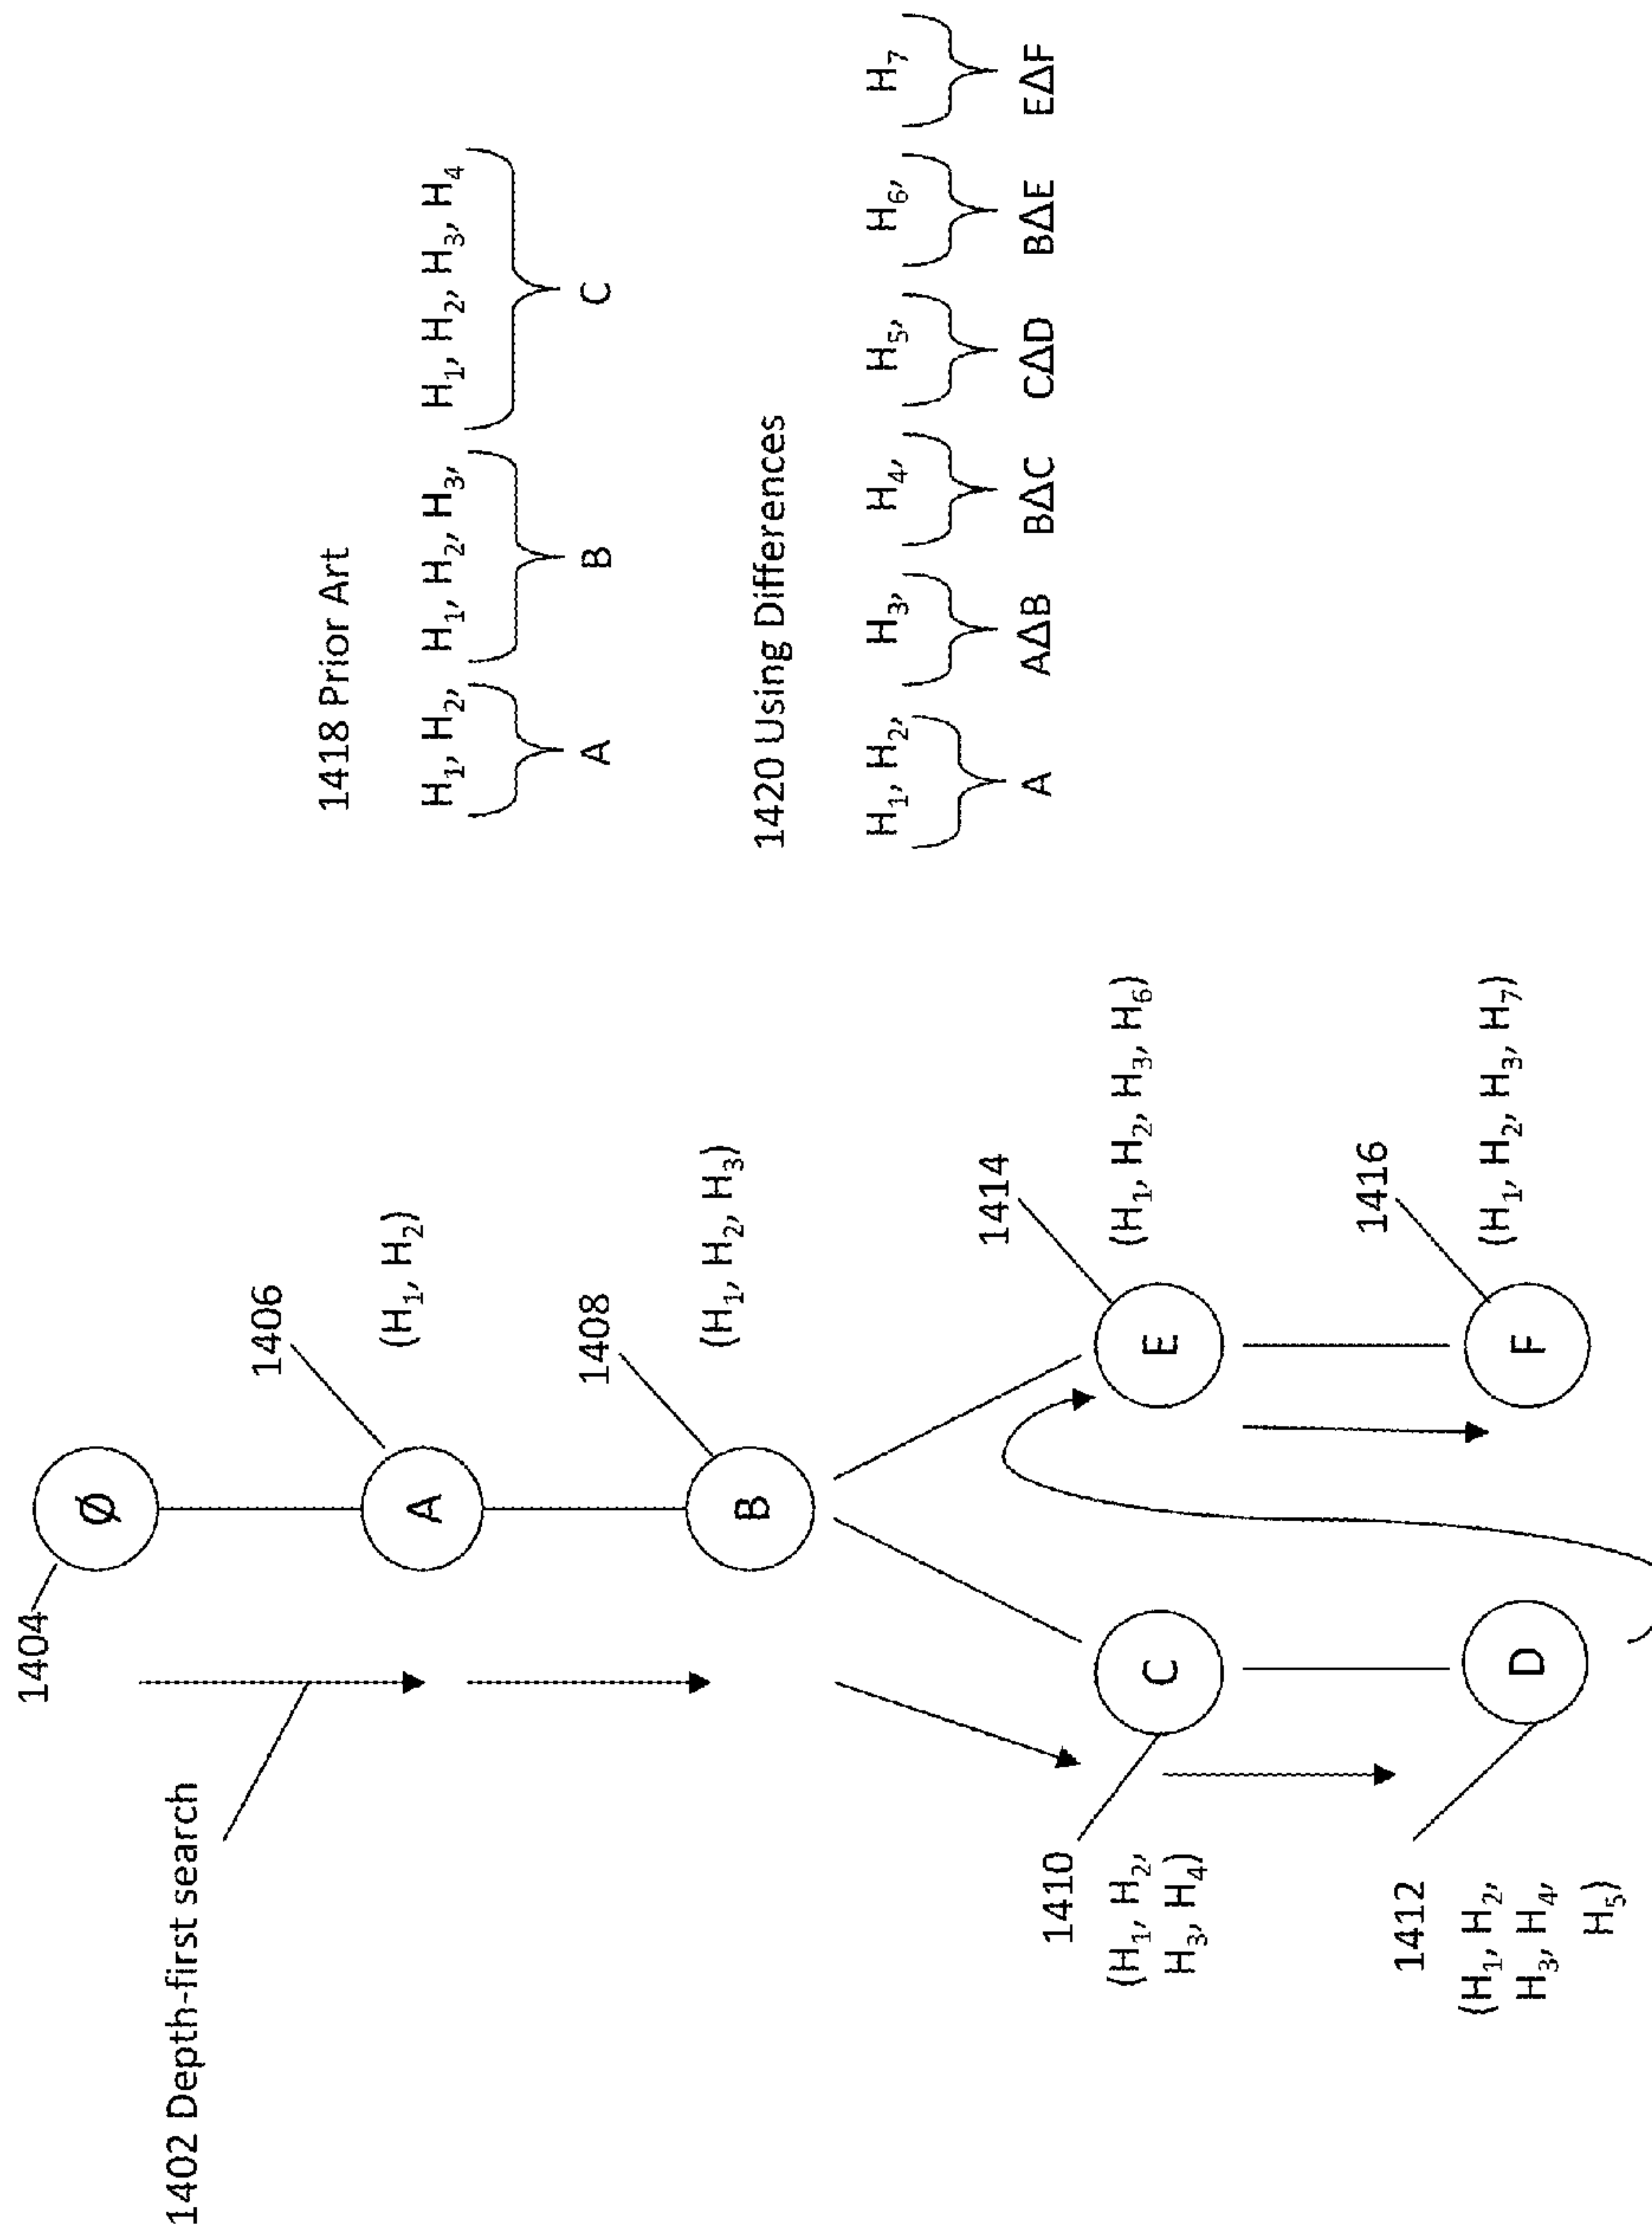 1402 Depth-first search
1404
Ø
1406
A
(H₁, H₂)
1408
B
(H₁, H₂, H₃)
1410
(H₁, H₂,
H₃, H₄)
C
1414
E
(H₁, H₂, H₃, H₆)
1412
(H₁, H₂,
H₃, H₄,
H₅)
D
1416
F
(H₁, H₂, H₃, H₇)
1418 Prior Art
H₁, H₂, H₁, H₂, H₃, H₁, H₂, H₃, H₄
A B C
1420 Using Differences
H₁, H₂, H₃, H₄, H₅, H₆, H₇
A AΔB BΔC CΔD BΔE EΔF